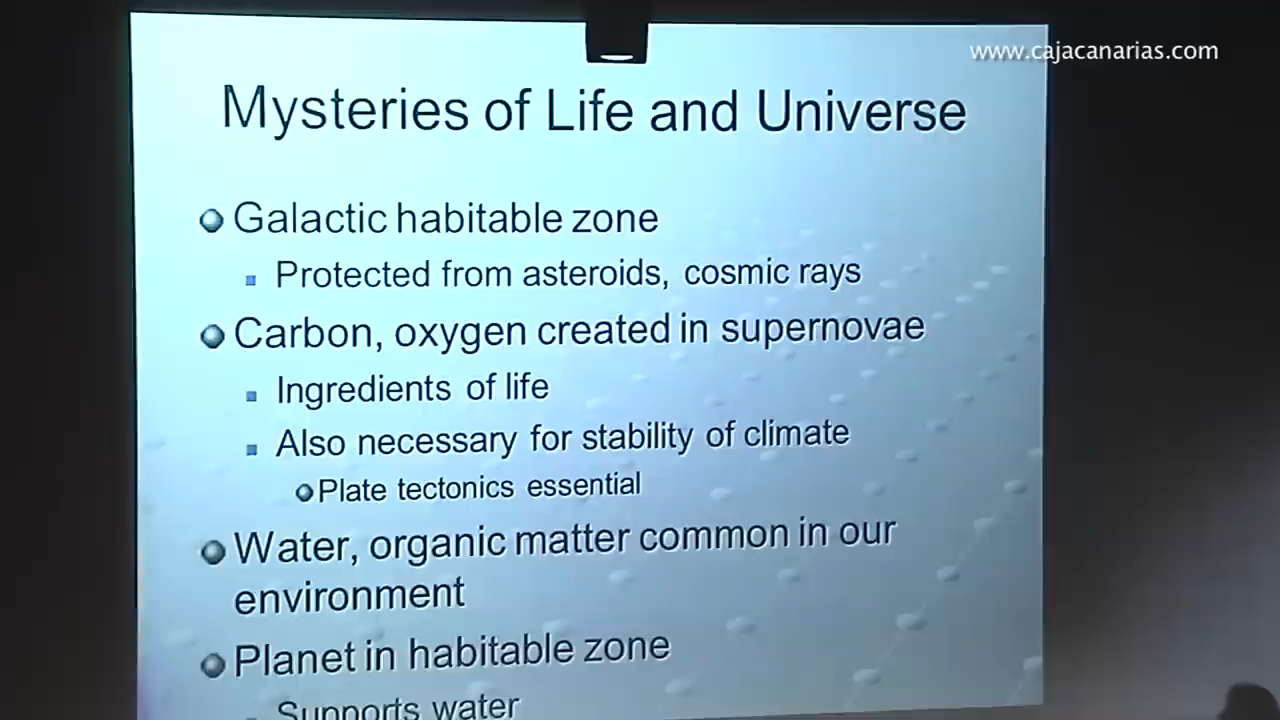 www.cajacanarias.com
Mysteries of Life and Universe
Galactic habitable zone
Protected from asteroids, cosmic rays
Carbon, oxygen created in supernovae
Ingredients of life
Also necessary for stability of climate
Plate tectonics essential
Water, organic matter common in our
environment
Planet in habitable zone
Supports water